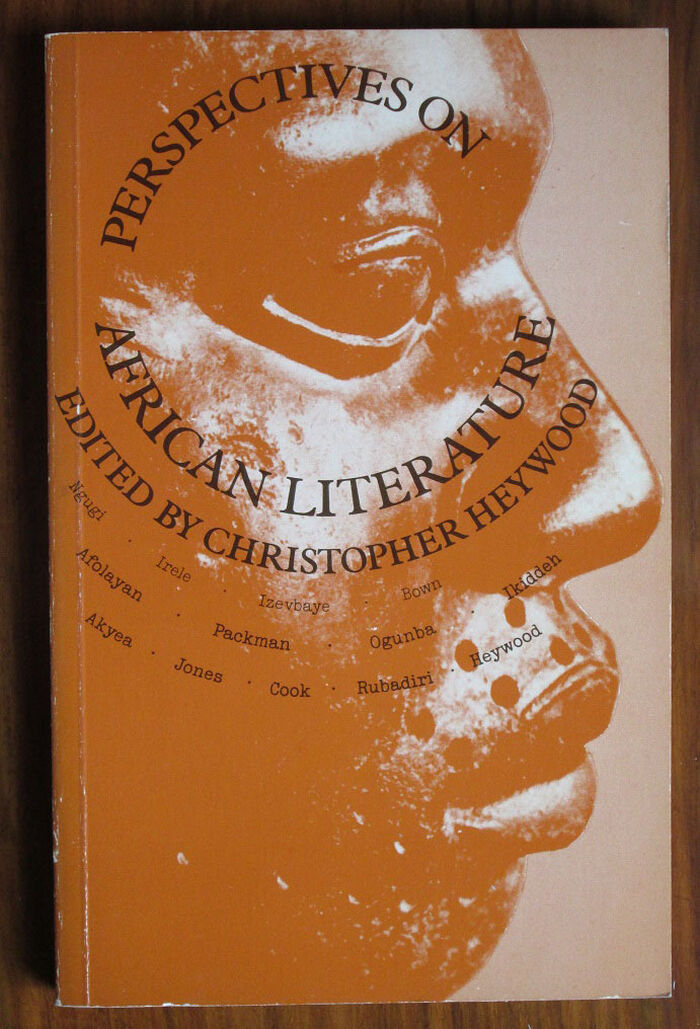 PERSPECTIVES ON
AFRICAN LITERATURE
EDITED BY CHRISTOPHER HEYWOOD
Ngugi · Irele · Izevbaye · Bown
Afolayan · Packman · Ogunba · Ikiddeh
Akyea · Jones · Cook · Rubadiri · Heywood